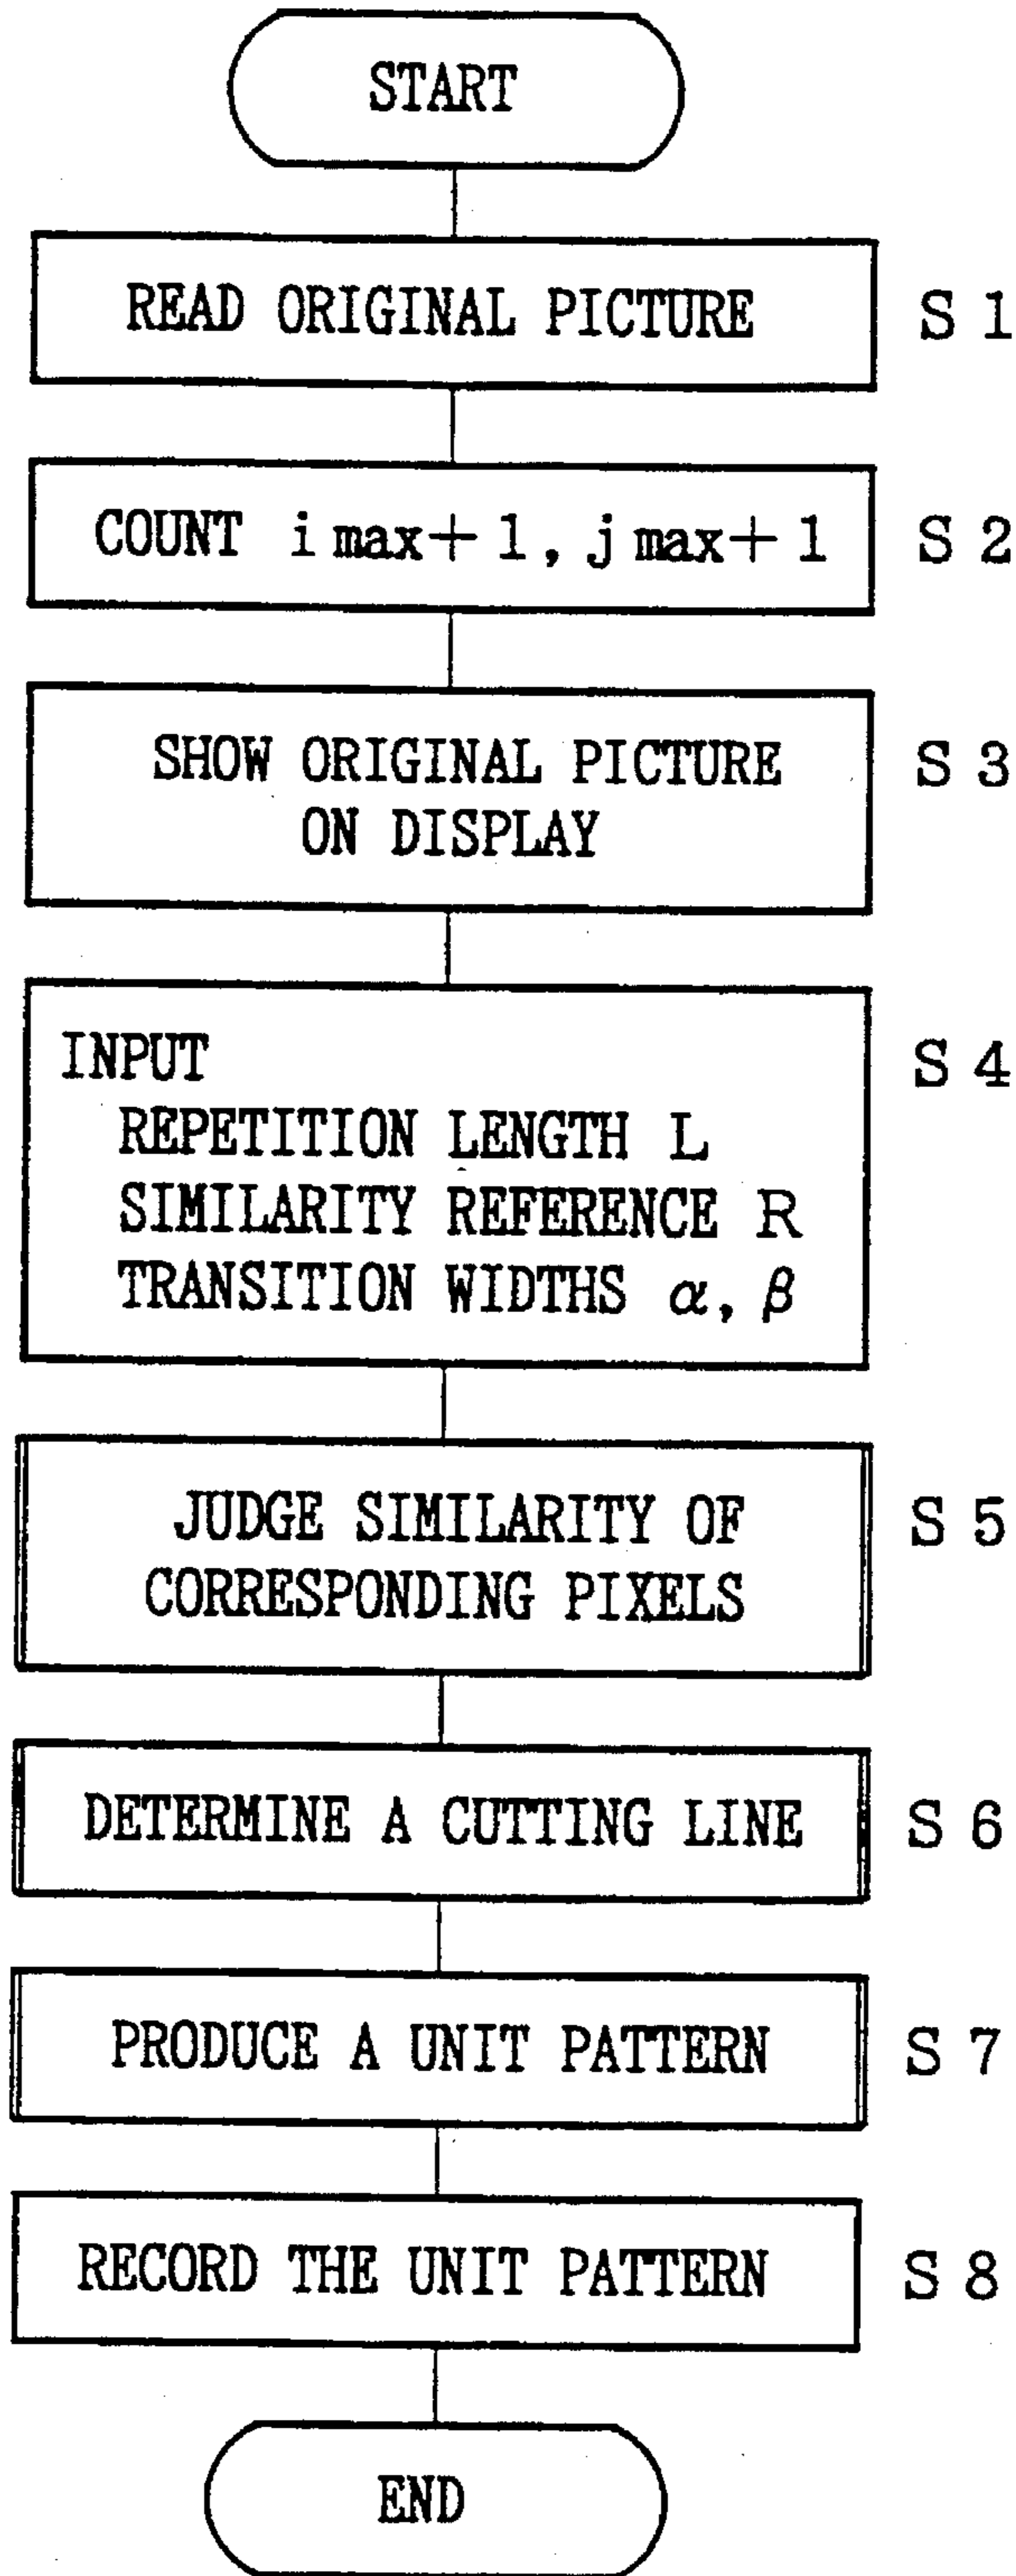 START
READ ORIGINAL PICTURE S 1
COUNT i max+1, j max+1 S 2
SHOW ORIGINAL PICTURE S 3
ON DISPLAY
INPUT S 4
REPETITION LENGTH L
SIMILARITY REFERENCE R
TRANSITION WIDTHS α, β
JUDGE SIMILARITY OF S 5
CORRESPONDING PIXELS
DETERMINE A CUTTING LINE S 6
PRODUCE A UNIT PATTERN S 7
RECORD THE UNIT PATTERN S 8
END